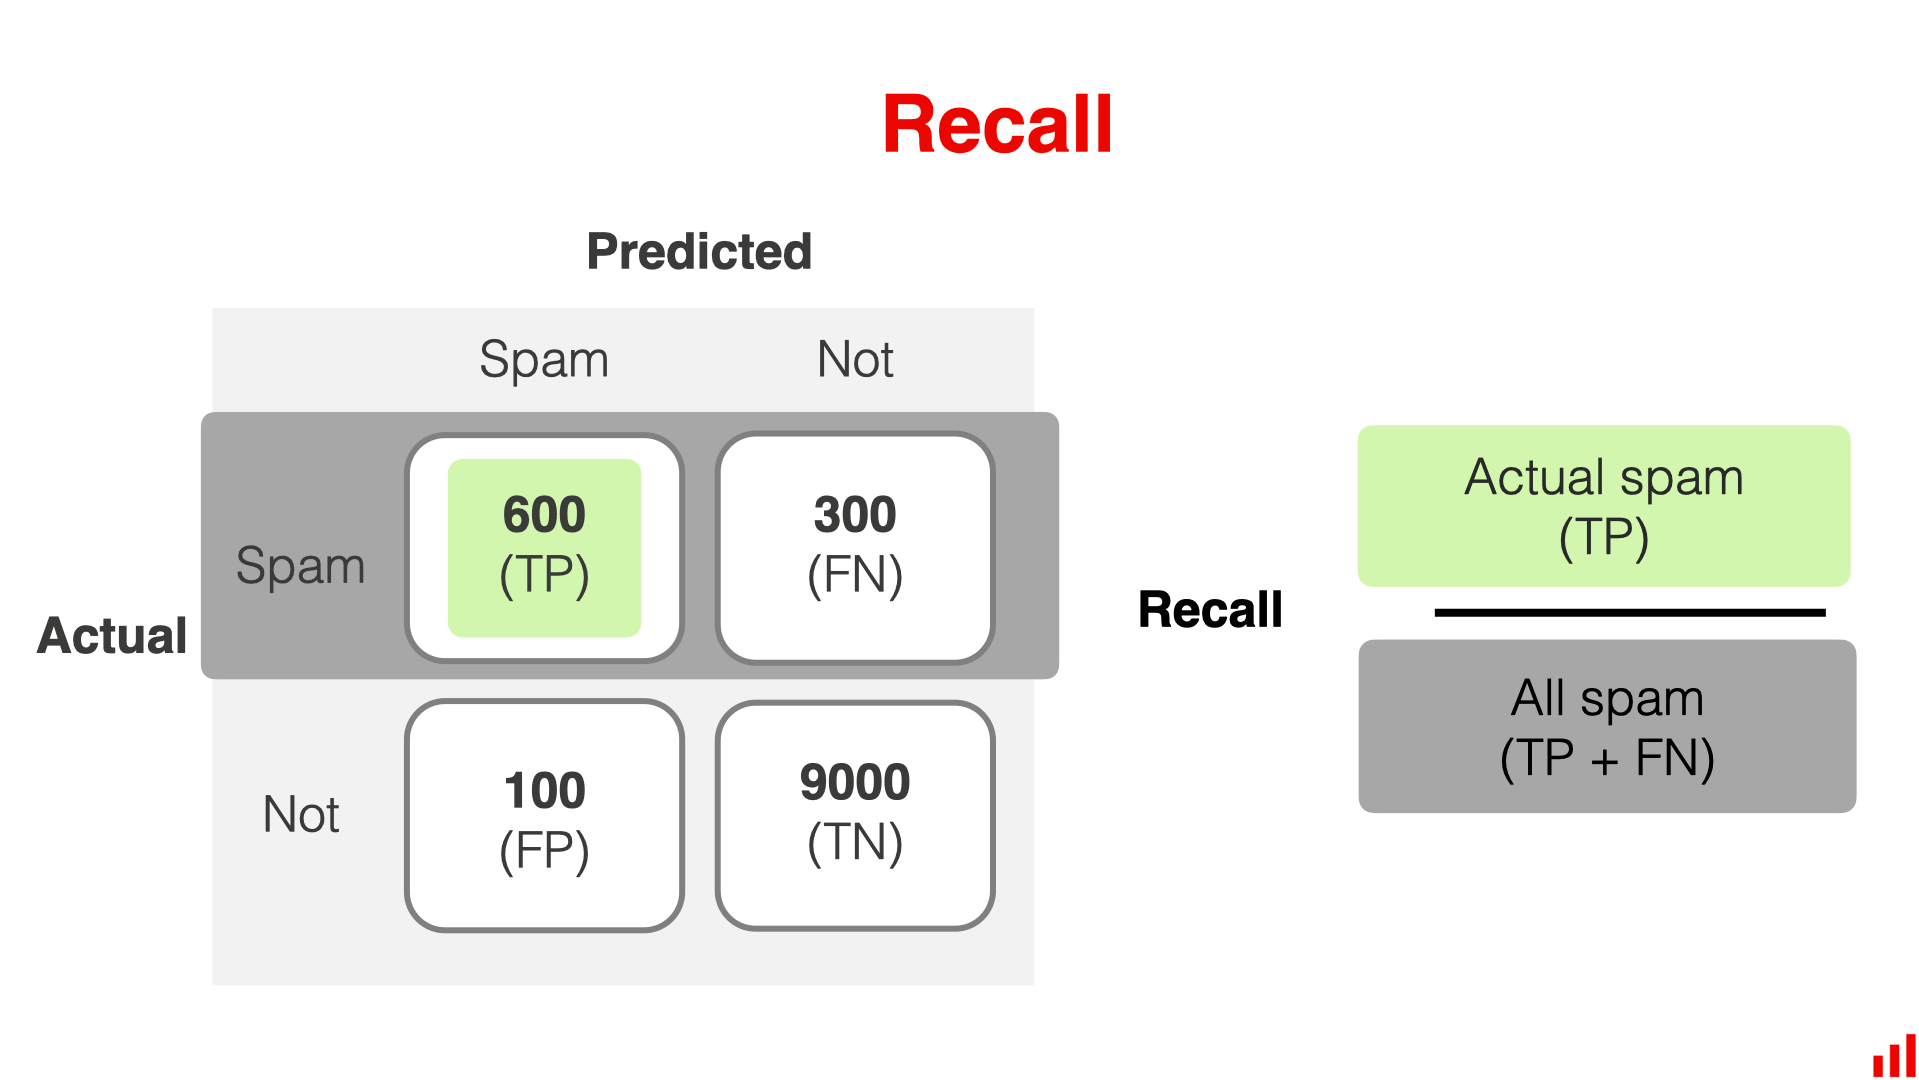 Recall
Predicted
Spam Not
Actual
Spam
600
(TP)
300
(FN)
Not
100
(FP)
9000
(TN)
Recall
Actual spam
(TP)
All spam
(TP + FN)